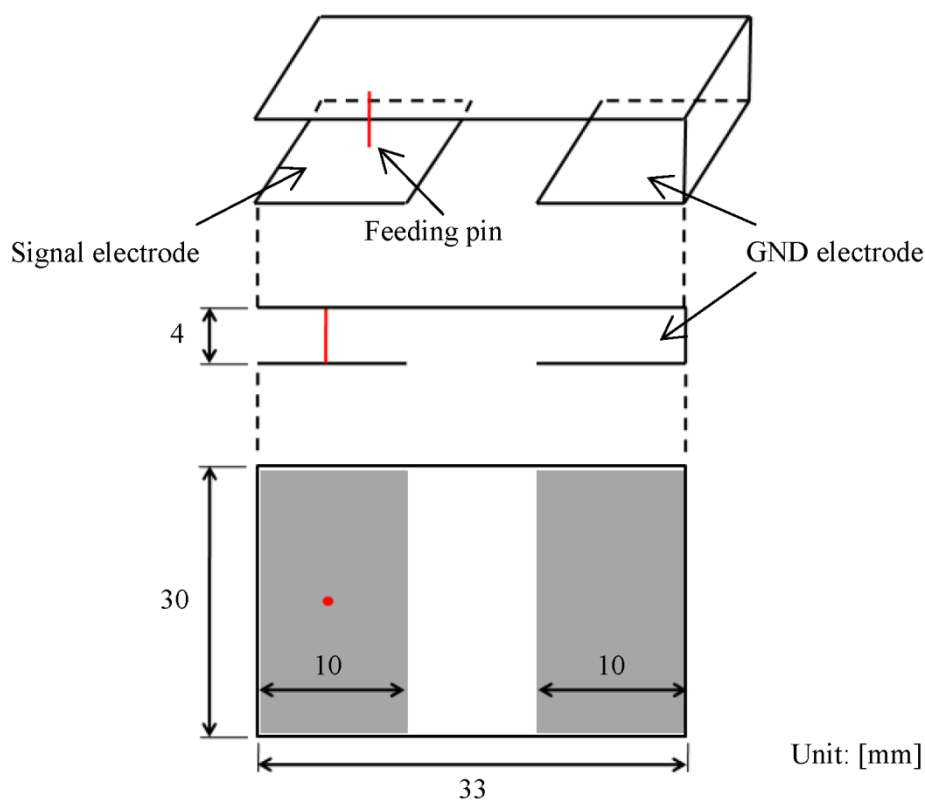 Signal electrode
Feeding pin
GND electrode
4
30
10
10
33
Unit: [mm]